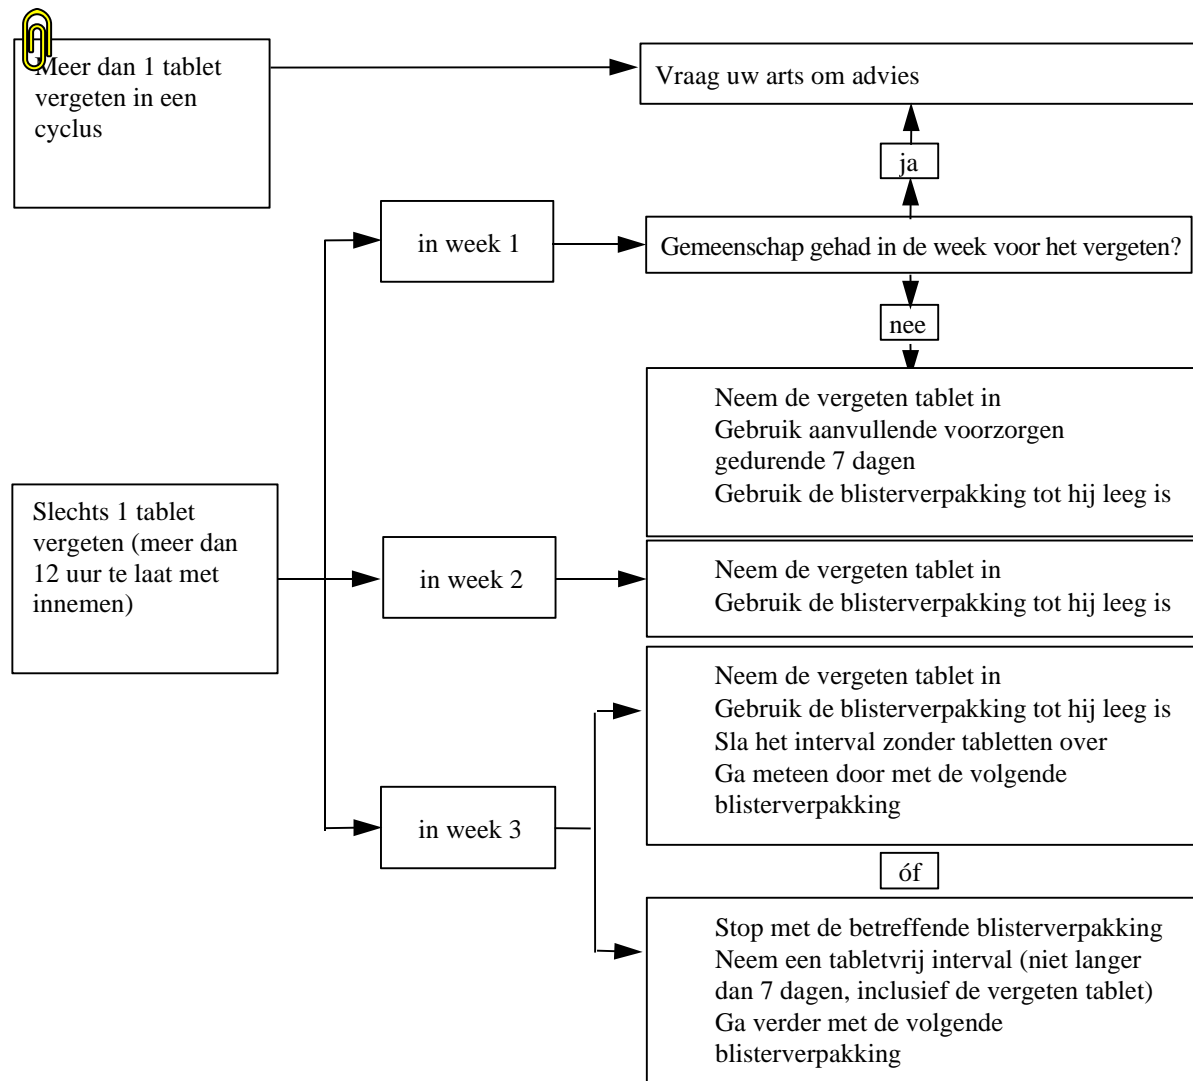 Meer dan 1 tablet
vergeten in een
cyclus
Vraag uw arts om advies
ja
in week 1
Gemeenschap gehad in de week voor het vergeten?
nee
Neem de vergeten tablet in
Gebruik aanvullende voorzorgen
gedurende 7 dagen
Gebruik de blisterverpakking tot hij leeg is
Slechts 1 tablet
vergeten (meer dan
12 uur te laat met
innemen)
in week 2
Neem de vergeten tablet in
Gebruik de blisterverpakking tot hij leeg is
in week 3
Neem de vergeten tablet in
Gebruik de blisterverpakking tot hij leeg is
Sla het interval zonder tabletten over
Ga meteen door met de volgende
blisterverpakking
óf
Stop met de betreffende blisterverpakking
Neem een tabletvrij interval (niet langer
dan 7 dagen, inclusief de vergeten tablet)
Ga verder met de volgende
blisterverpakking